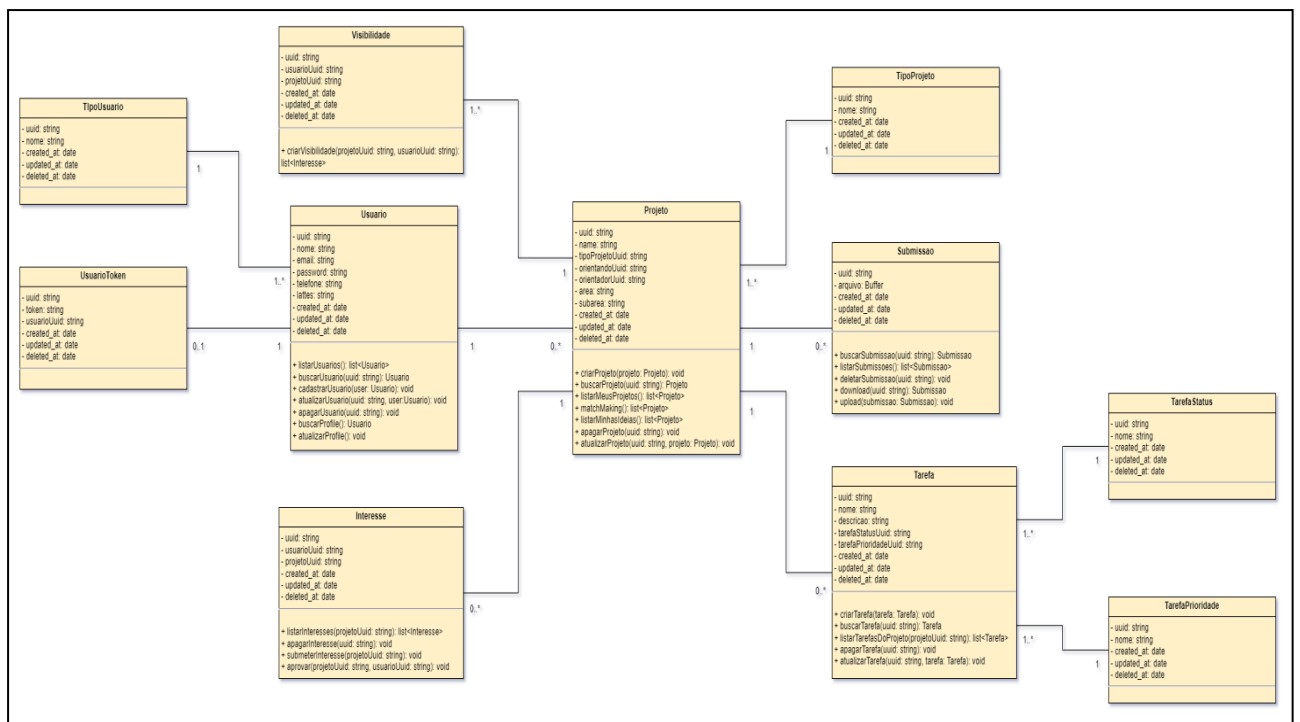 Visibilidade
- uuid: string
- usuarioUuid: string
- projetoUuid: string
- created_at: date
- updated_at: date
- deleted_at: date
+ criarVisibilidade(projetoUuid: string, usuarioUuid: string):
list<Interesse>
1..*
TipoProjeto
- uuid: string
- nome: string
- created_at: date
- updated_at: date
- deleted_at: date
1
TIpoUsuario
- uuid: string
- nome: string
- created_at: date
- updated_at: date
- deleted_at: date
1
Usuario
- uuid: string
- nome: string
- email: string
- password: string
- telefone: string
- lattes: string
- created_at: date
- updated_at: date
- deleted_at: date
+ listarUsuarios(): list<Usuario>
+ buscarUsuario(uuid: string): Usuario
+ cadastrarUsuario(user: Usuario): void
+ atualizarUsuario(uuid: string, user:Usuario): void
+ apagarUsuario(uuid: string): void
+ buscarProfile(): Usuario
+ atualizarProfile(): void
1..*
1
1
Projeto
- uuid: string
- name: string
- tipoProjetoUuid: string
- orientandoUuid: string
- orientadorUuid: string
- area: string
- subarea: string
- created_at: date
- updated_at: date
- deleted_at: date
+ criarProjeto(projeto: Projeto): void
+ buscarProjeto(uuid: string): Projeto
+ listarMeusProjetos(): list<Projeto>
+ matchMaking(): list<Projeto>
+ listarMinhasIdeias(): list<Projeto>
+ apagarProjeto(uuid: string): void
+ atualizarProjeto(uuid: string, projeto: Projeto): void
1
0..*
1
1..*
1
1
UsuarioToken
- uuid: string
- token: string
- usuarioUuid: string
- created_at: date
- updated_at: date
- deleted_at: date
0..1
Submissao
- uuid: string
- arquivo: Buffer
- created_at: date
- updated_at: date
- deleted_at: date
+ buscarSubmissao(uuid: string): Submissao
+ listarSubmissoes(): list<Submissao>
+ deletarSubmissao(uuid: string): void
+ download(uuid: string): Submissao
+ upload(submissao: Submissao): void
0..*
TarefaStatus
- uuid: string
- nome: string
- created_at: date
- updated_at: date
- deleted_at: date
1
Tarefa
- uuid: string
- nome: string
- descricao: string
- tarefaStatusUuid: string
- tarefaPrioridadeUuid: string
- created_at: date
- updated_at: date
- deleted_at: date
+ criarTarefa(tarefa: Tarefa): void
+ buscarTarefa(uuid: string): Tarefa
+ listarTarefasDoProjeto(projetoUuid: string): list<Tarefa>
+ apagarTarefa(uuid: string): void
+ atualizarTarefa(uuid: string, tarefa: Tarefa): void
1..*
0..*
1..*
Interesse
- uuid: string
- usuarioUuid: string
- projetoUuid: string
- created_at: date
- updated_at: date
- deleted_at: date
+ listarInteresses(projetoUuid: string): list<Interesse>
+ apagarInteresse(uuid: string): void
+ submeterInteresse(projetoUuid: string): void
+ aprovar(projetoUuid: string, usuarioUuid: string): void
0..*
TarefaPrioridade
- uuid: string
- nome: string
- created_at: date
- updated_at: date
- deleted_at: date
1